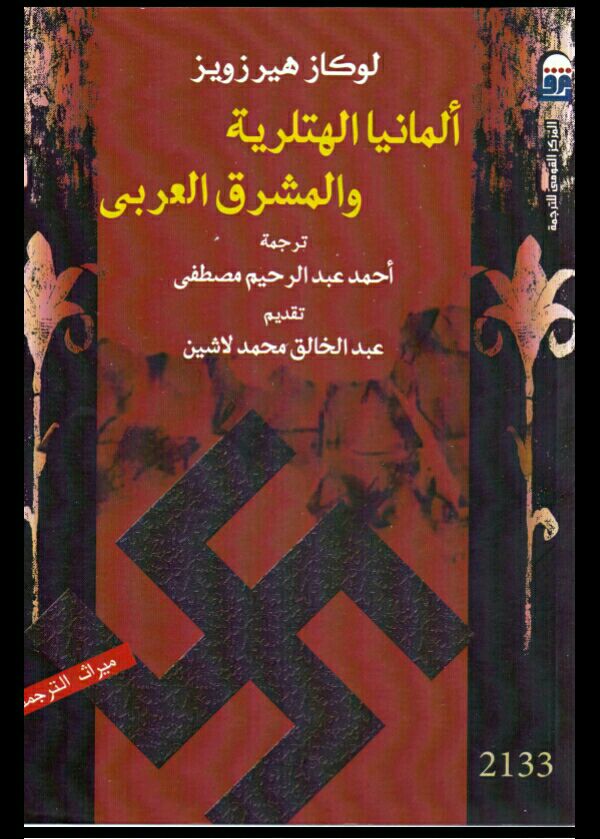 لوكاز هيرزويز
ألمانيا الهتلرية
والمشرق العربى
ترجمة
أحمد عبد الرحيم مصطفى
تقديم
عبد الخالق محمد لاشين
المركز القومى للترجمة
ميراث الترجمة
2133